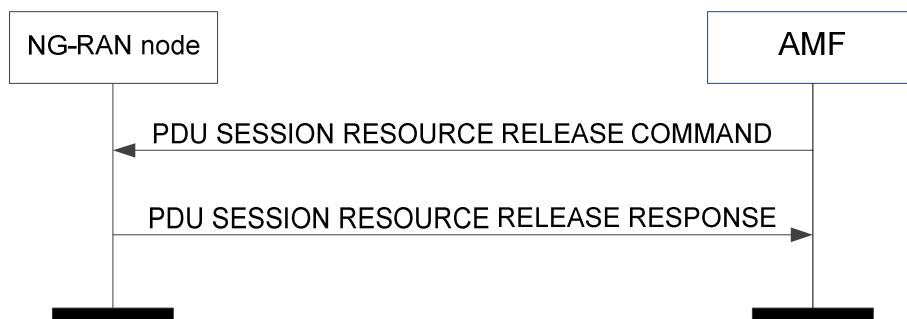 NG-RAN node
AMF
PDU SESSION RESOURCE RELEASE COMMAND
PDU SESSION RESOURCE RELEASE RESPONSE